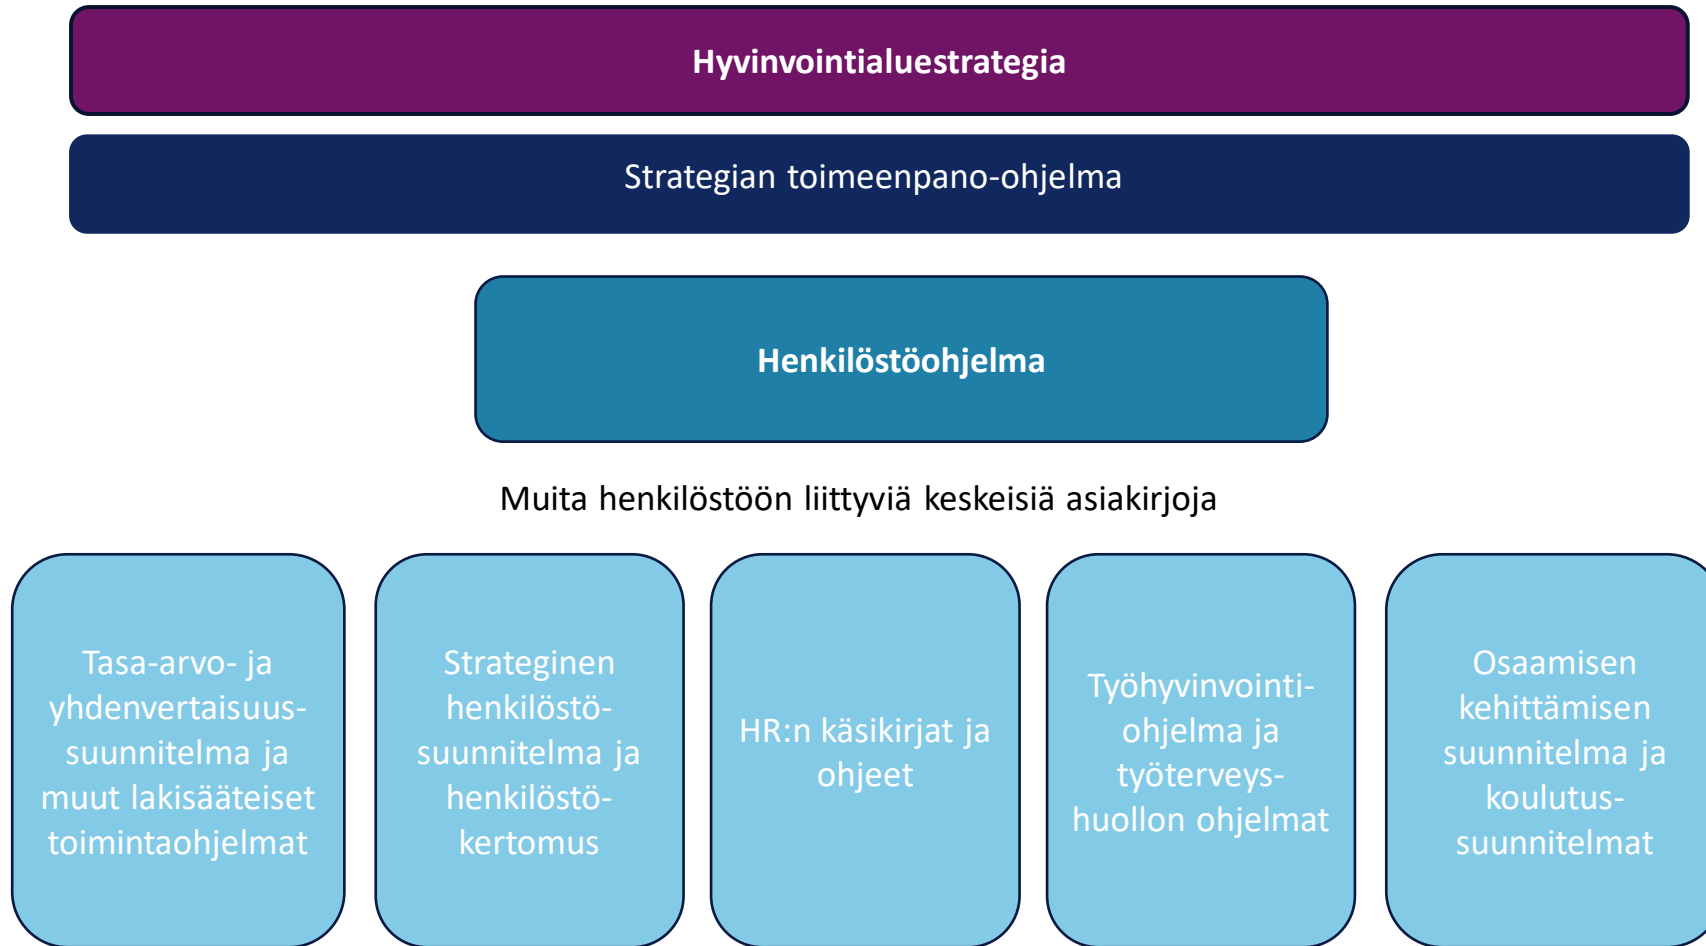 Hyvinvointialuestrategia
Strategian toimeenpano-ohjelma
Henkilöstöohjelma
Muita henkilöstöön liittyviä keskeisiä asiakirjoja
Tasa-arvo- ja
yhdenvertaisuus-
suunnitelma ja
muut lakisääteiset
toimintaohjelmat
Strateginen
henkilöstö-
suunnitelma ja
henkilöstö-
kertomus
HR:n käsikirjat ja
ohjeet
Työhyvinvointi-
ohjelma ja
työterveys-
huollon ohjelmat
Osaamisen
kehittämisen
suunnitelma ja
koulutus-
suunnitelmat